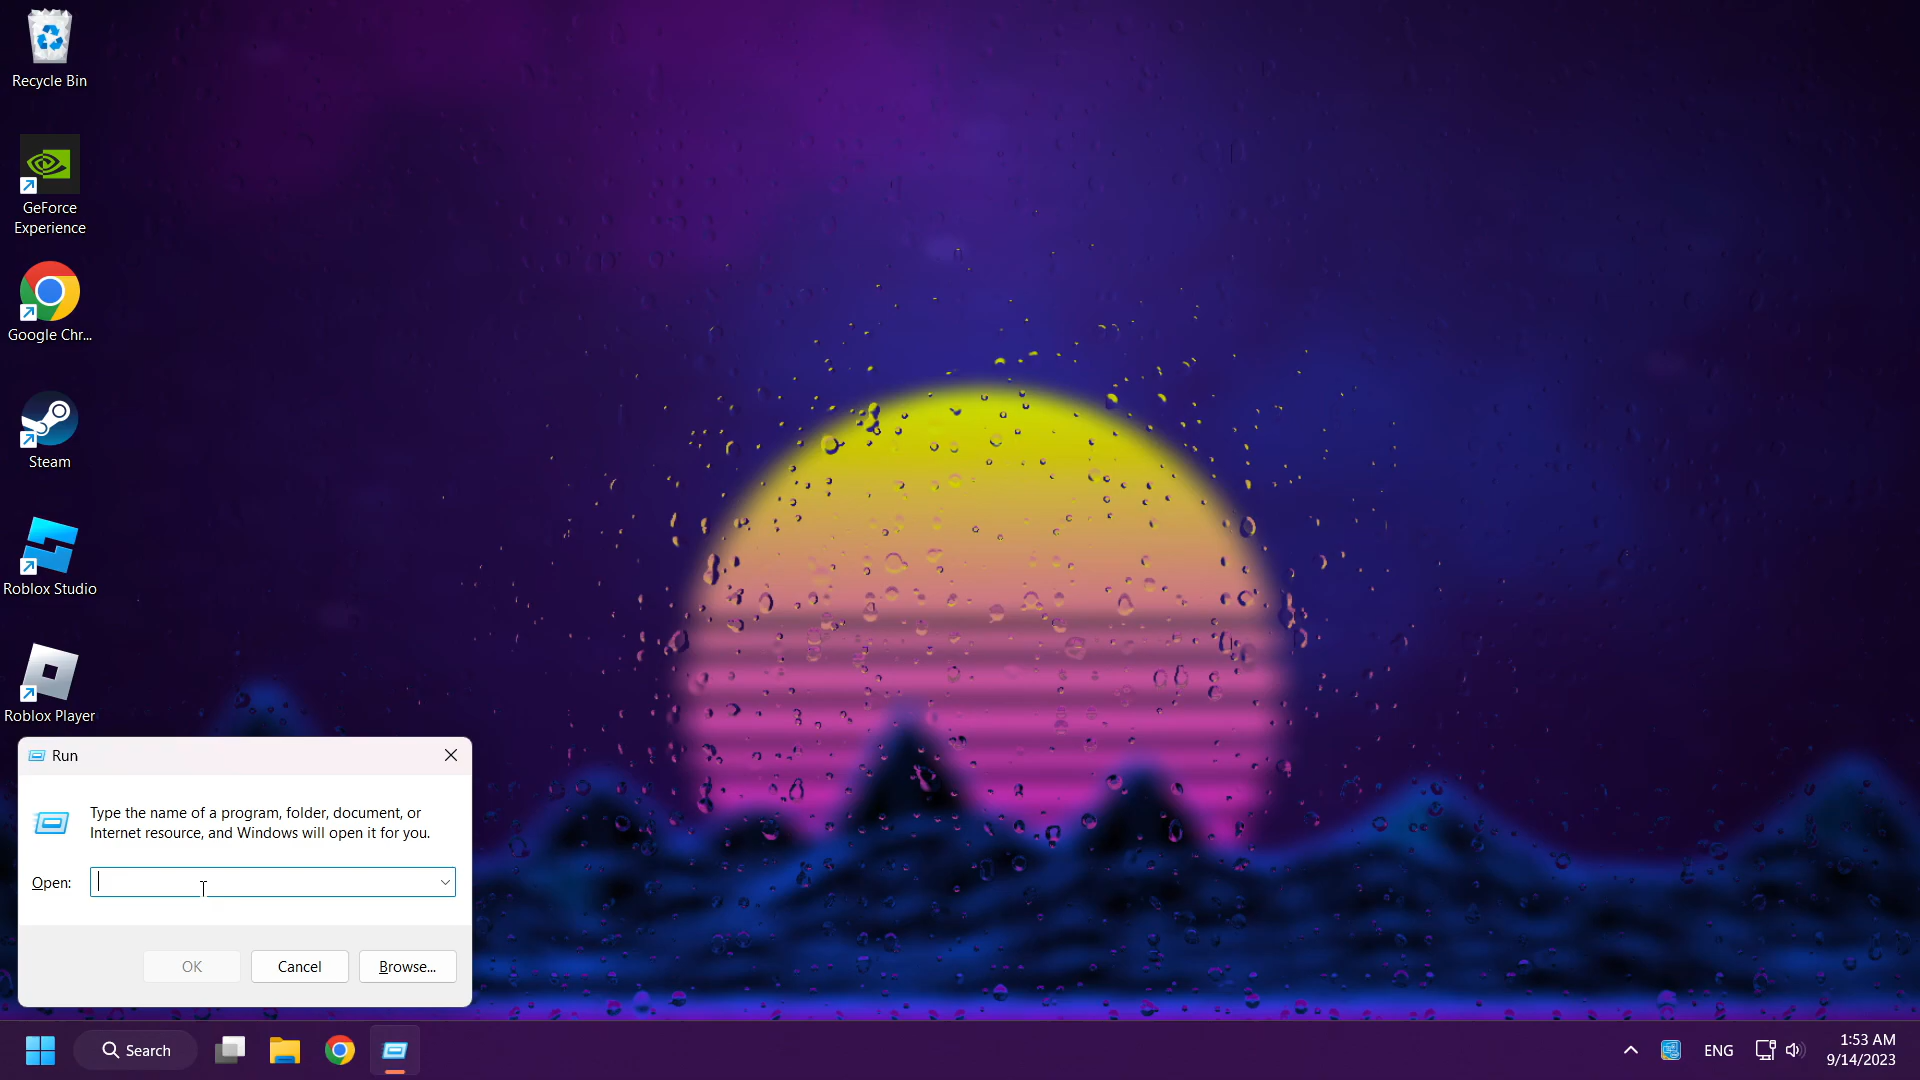 Recycle Bin
GeForce
Experience
Google Chr...
Steam
Roblox Studio
Roblox Player
Run
Type the name of a program, folder, document, or
Internet resource, and Windows will open it for you.
Open:
OK
Cancel
Browse...
Search
ENG
1:53 AM
9/14/2023